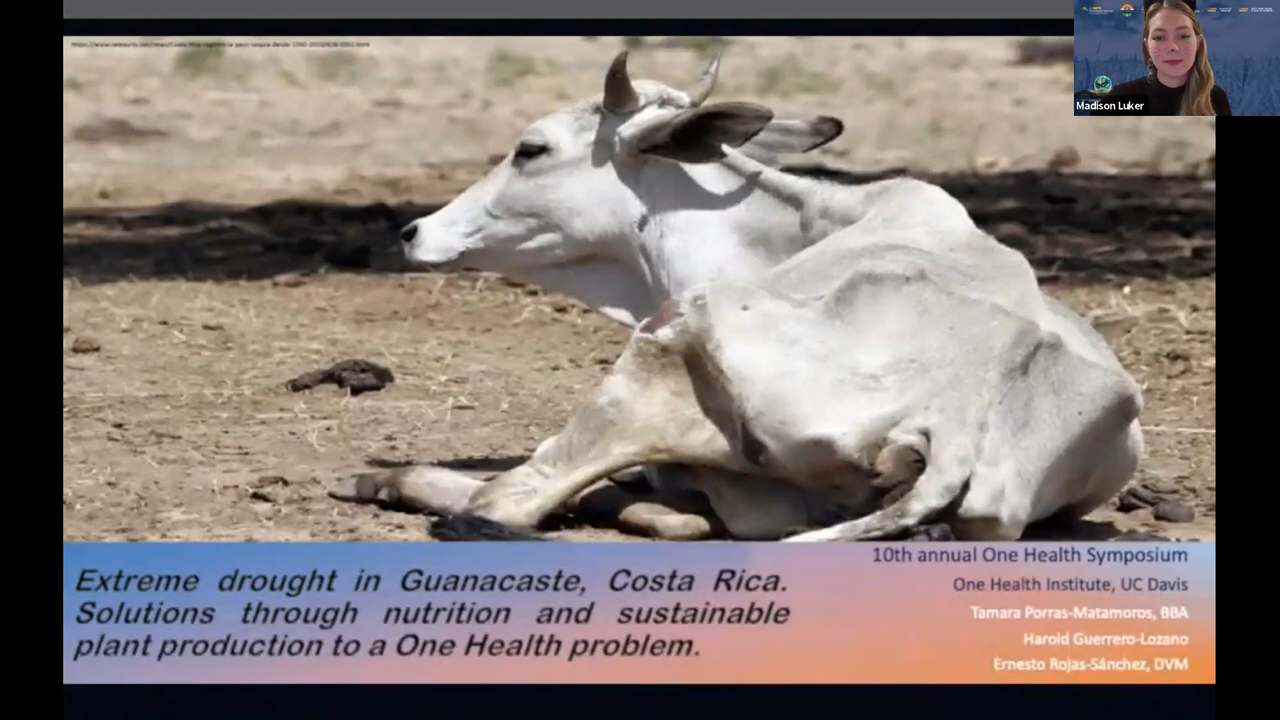 Madison Luker
10th annual One Health Symposium
One Health Institute, UC Davis
Tamara Porras-Matamoros, BBA
Harold Guerrero-Lozano
Ernesto Rojas-Sánchez, DVM
Extreme drought in Guanacaste, Costa Rica.
Solutions through nutrition and sustainable
plant production to a One Health problem.